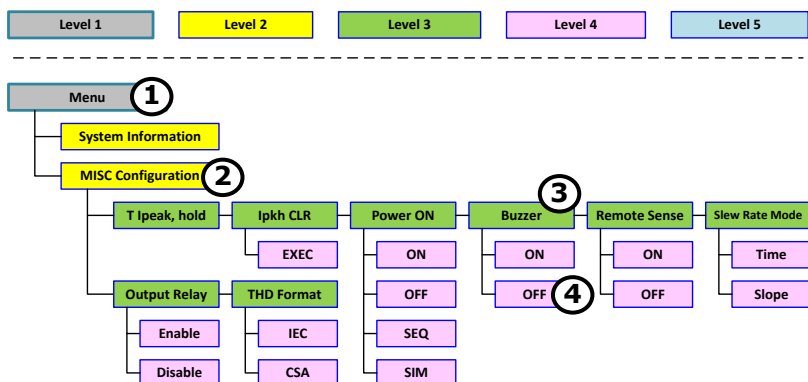 Level 1
Level 2
Level 3
Level 4
Level 5
Menu
1
System Information
MISC Configuration
2
3
T Ipeak, hold
Ipkh CLR
Power ON
Buzzer
Remote Sense
Slew Rate Mode
EXEC
ON
ON
ON
Time
Output Relay
THD Format
OFF
OFF
4
OFF
Slope
Enable
IEC
SEQ
Disable
CSA
SIM